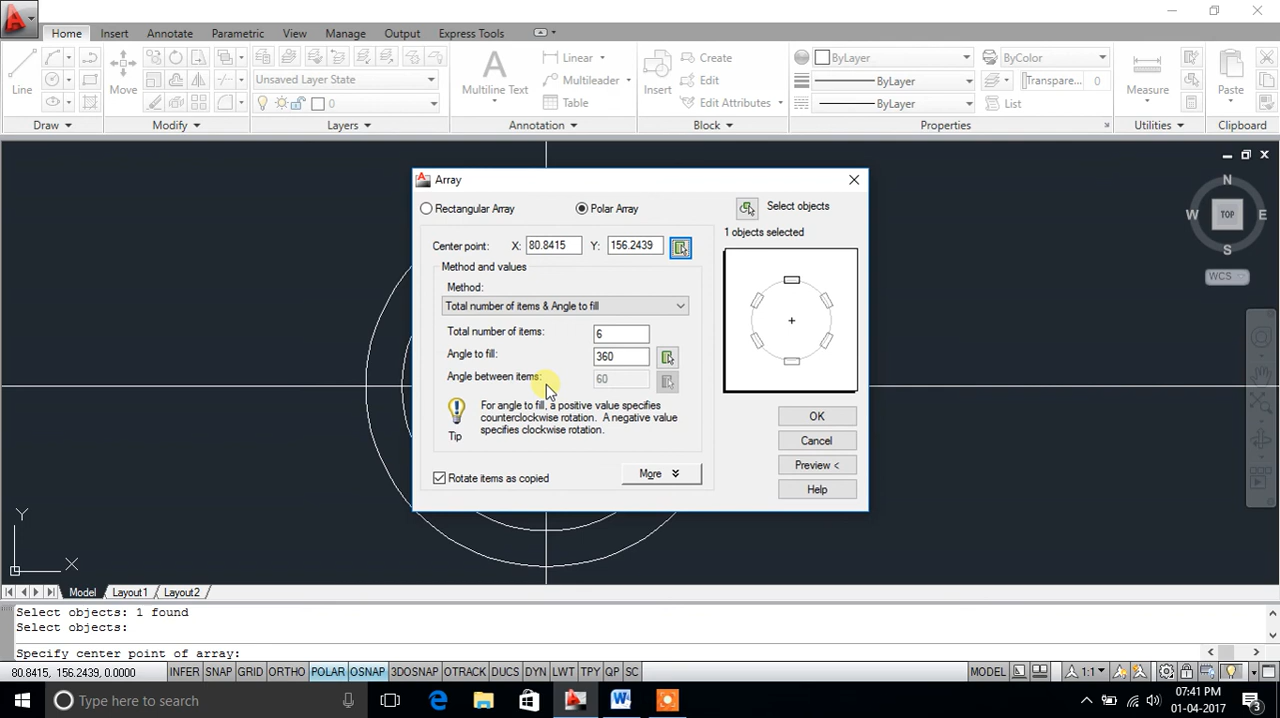 Home Insert Annotate Parametric View Manage Output Express Tools
Line
Move
Unsaved Layer State
0
Multiline Text
Linear
Multileader
Table
Insert
Create
Edit
Edit Attributes
ByLayer
ByLayer
ByLayer
ByColor
Transpare... 0
List
Measure
Paste
Draw Modify Layers Annotation Block Properties Utilities Clipboard
Array
Rectangular Array Polar Array
Select objects
1 objects selected
Center point: X: 80.8415 Y: 156.2439
Method and values
Method:
Total number of items & Angle to fill
Total number of items: 6
Angle to fill: 360
Angle between items: 60
For angle to fill, a positive value specifies
counterclockwise rotation. A negative value
specifies clockwise rotation.
Tip
Rotate items as copied
More
OK
Cancel
Preview <
Help
N
W TOP E
S
WCS
Y
X
Model Layout1 Layout2
Select objects: 1 found
Select objects:
Specify center point of array:
80.8415, 156.2439, 0.0000 INFER SNAP GRID ORTHO POLAR OSNAP 3DOSNAP OTRACK DUCS DYN LWT TPY QP SC MODEL 1:1
Type here to search
07:41 PM
01-04-2017
3